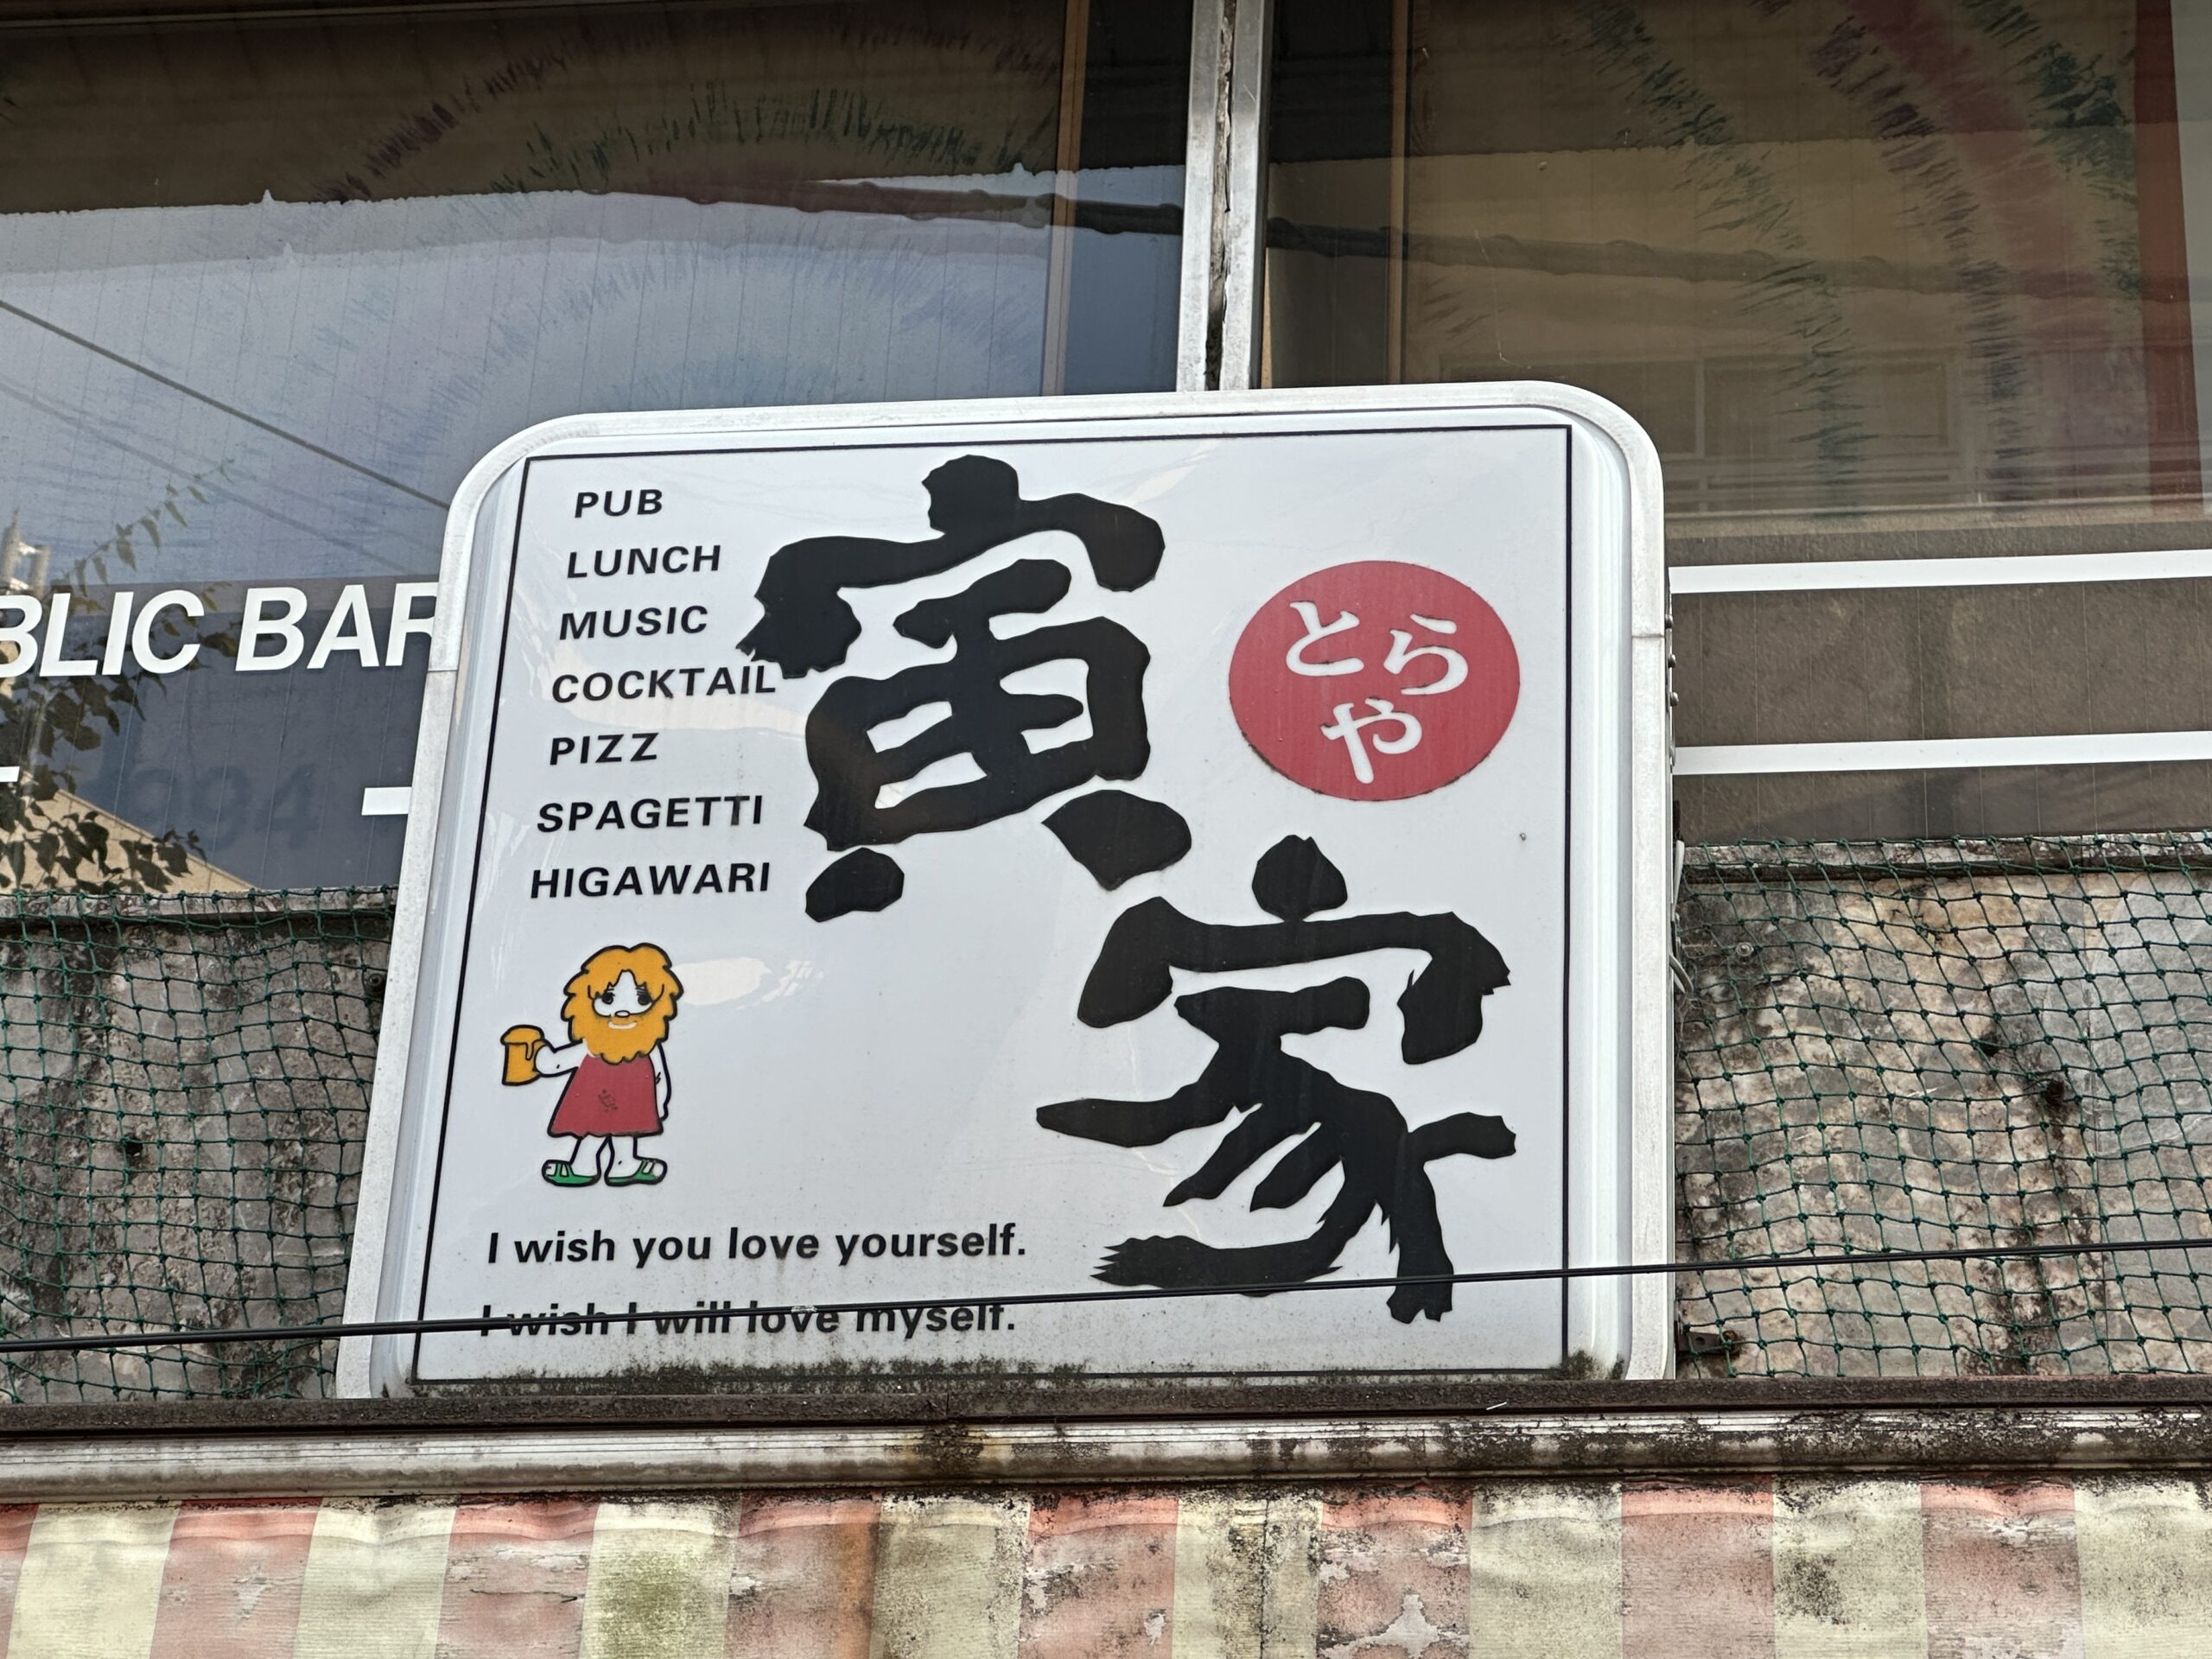 BLIC BAR
PUB
LUNCH
MUSIC
COCKTAIL
PIZZ
SPAGETTI
HIGAWARI
寅家
とら
や
I wish you love yourself.
I wish I will love myself.